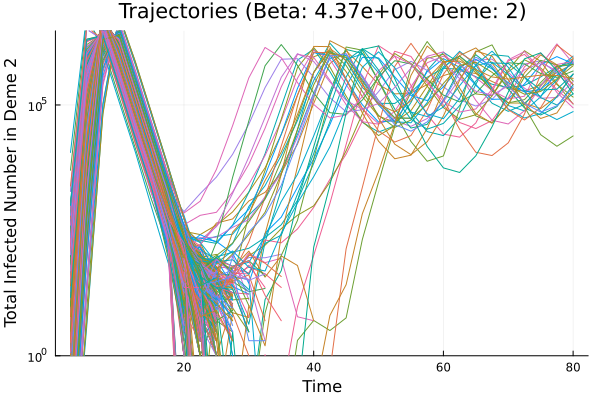 Trajectories (Beta: 4.37e+00, Deme: 2)
Total Infected Number in Deme 2
10^5
10^0
20 40 60 80
Time